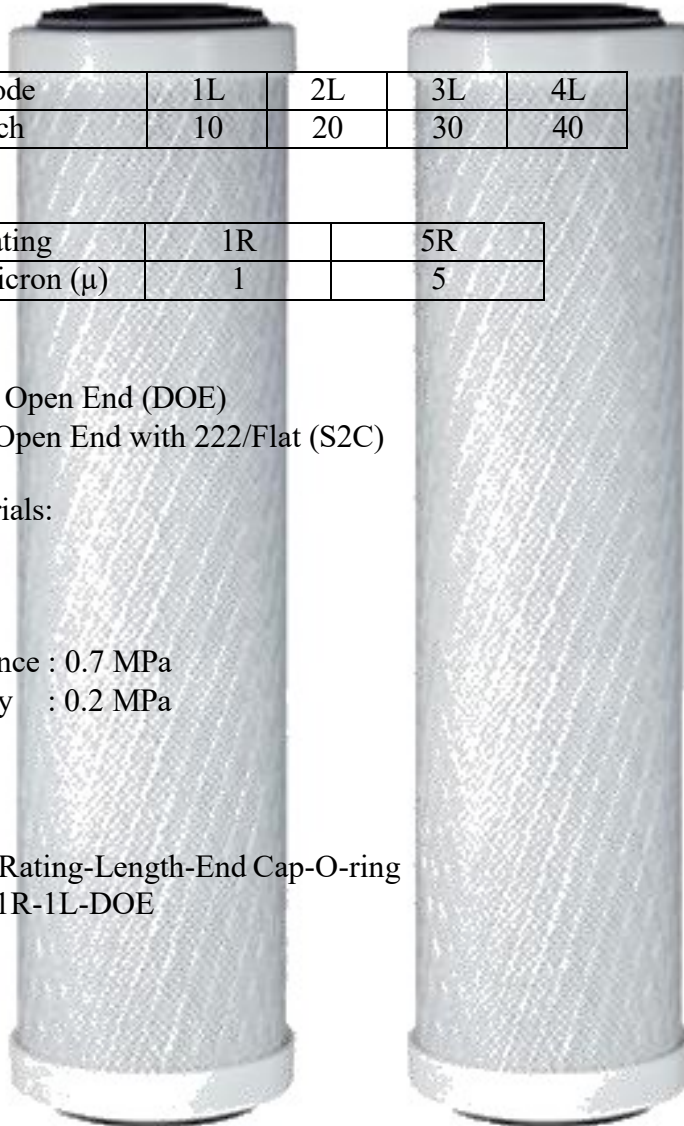 ode 1L 2L 3L 4L
ch 10 20 30 40
ating 1R 5R
icron (μ) 1 5
Open End (DOE)
Open End with 222/Flat (S2C)
rials:
nce : 0.7 MPa
y : 0.2 MPa
Rating-Length-End Cap-O-ring
1R-1L-DOE